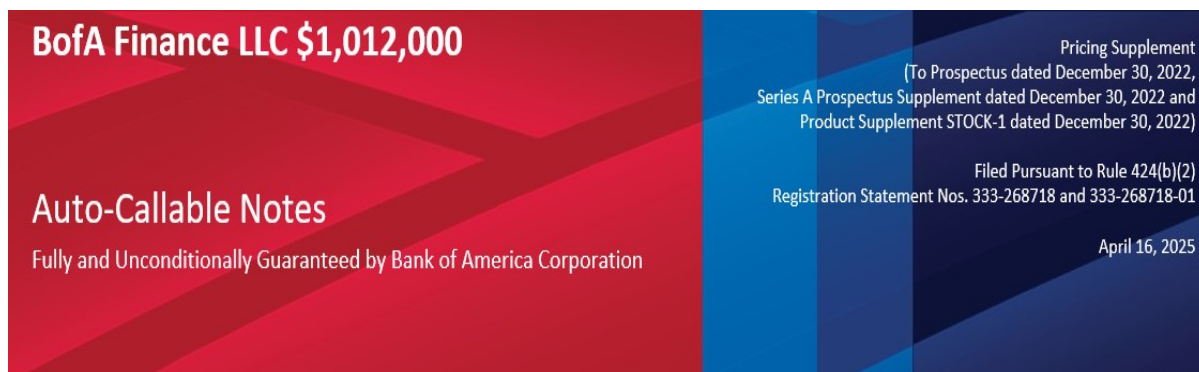 BofA Finance LLC $1,012,000
Auto-Callable Notes
Fully and Unconditionally Guaranteed by Bank of America Corporation
Pricing Supplement
(To Prospectus dated December 30, 2022,
Series A Prospectus Supplement dated December 30, 2022 and
Product Supplement STOCK-1 dated December 30, 2022)
Filed Pursuant to Rule 424(b)(2)
Registration Statement Nos. 333-268718 and 333-268718-01
April 16, 2025